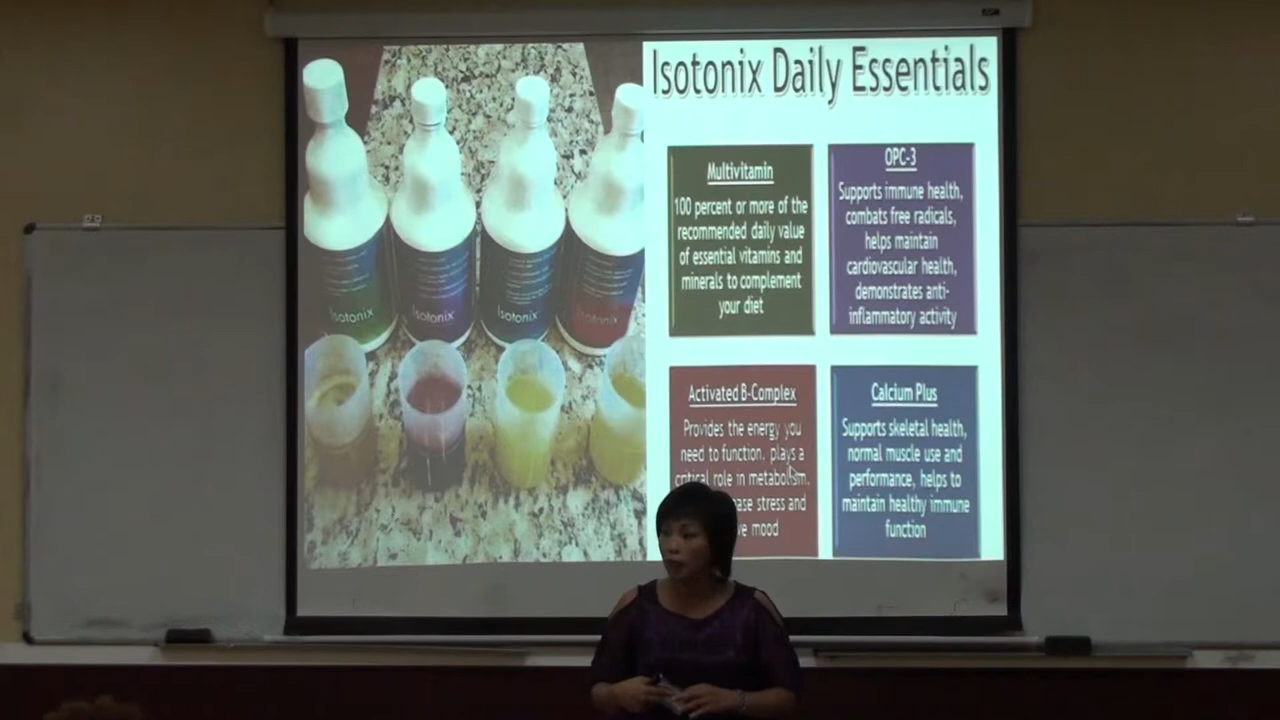 Isotonix Daily Essentials
Multivitamin
100 percent or more of the
recommended daily value
of essential vitamins and
minerals to complement
your diet
OPC-3
Supports immune health,
combats free radicals,
helps maintain
cardiovascular health,
demonstrates anti-
inflammatory activity
Activated B-Complex
Provides the energy you
need to function, plays a
critical role in metabolism,
stress and
mood
Calcium Plus
Supports skeletal health,
normal muscle use and
performance, helps to
maintain healthy immune
function
Isotonix
Isotonix
Isotonix
Isotonix